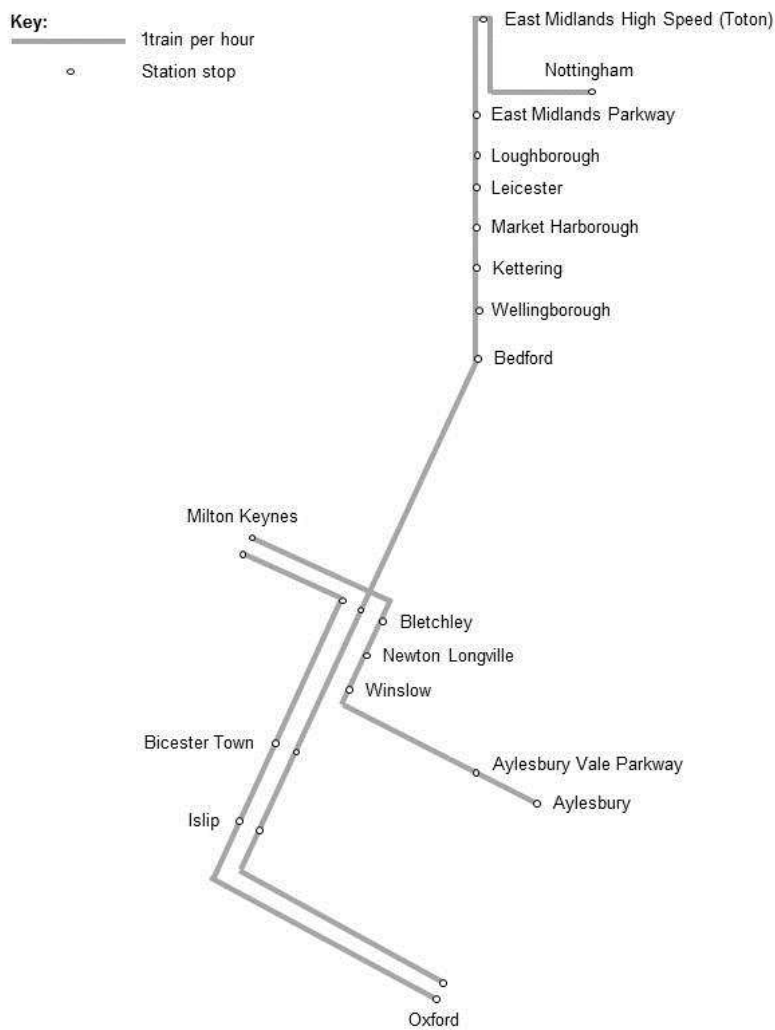 Key:
1train per hour
Station stop
East Midlands High Speed (Toton)
Nottingham
East Midlands Parkway
Loughborough
Leicester
Market Harborough
Kettering
Wellingborough
Bedford
Milton Keynes
Bletchley
Newton Longville
Winslow
Bicester Town
Aylesbury Vale Parkway
Aylesbury
Islip
Oxford